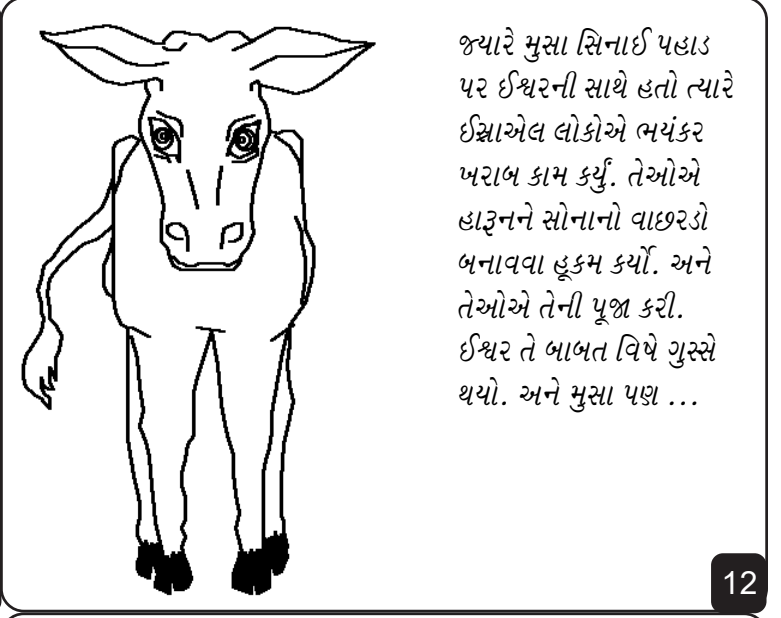 જ્યારે મુસા સિનાઈ પહાડ
પર ઈશ્વરની સાથે હતો ત્યારે
ઈસ્રાએલ લોકોએ ભયંકર
ખરાબ કામ કર્યું. તેઓએ
હારૂનને સોનાનો વાછરડો
બનાવવા હૂકમ કર્યો. અને
તેઓએ તેની પૂજા કરી.
ઈશ્વર તે બાબત વિષે ગુસ્સે
થયો. અને મુસા પણ ...
12